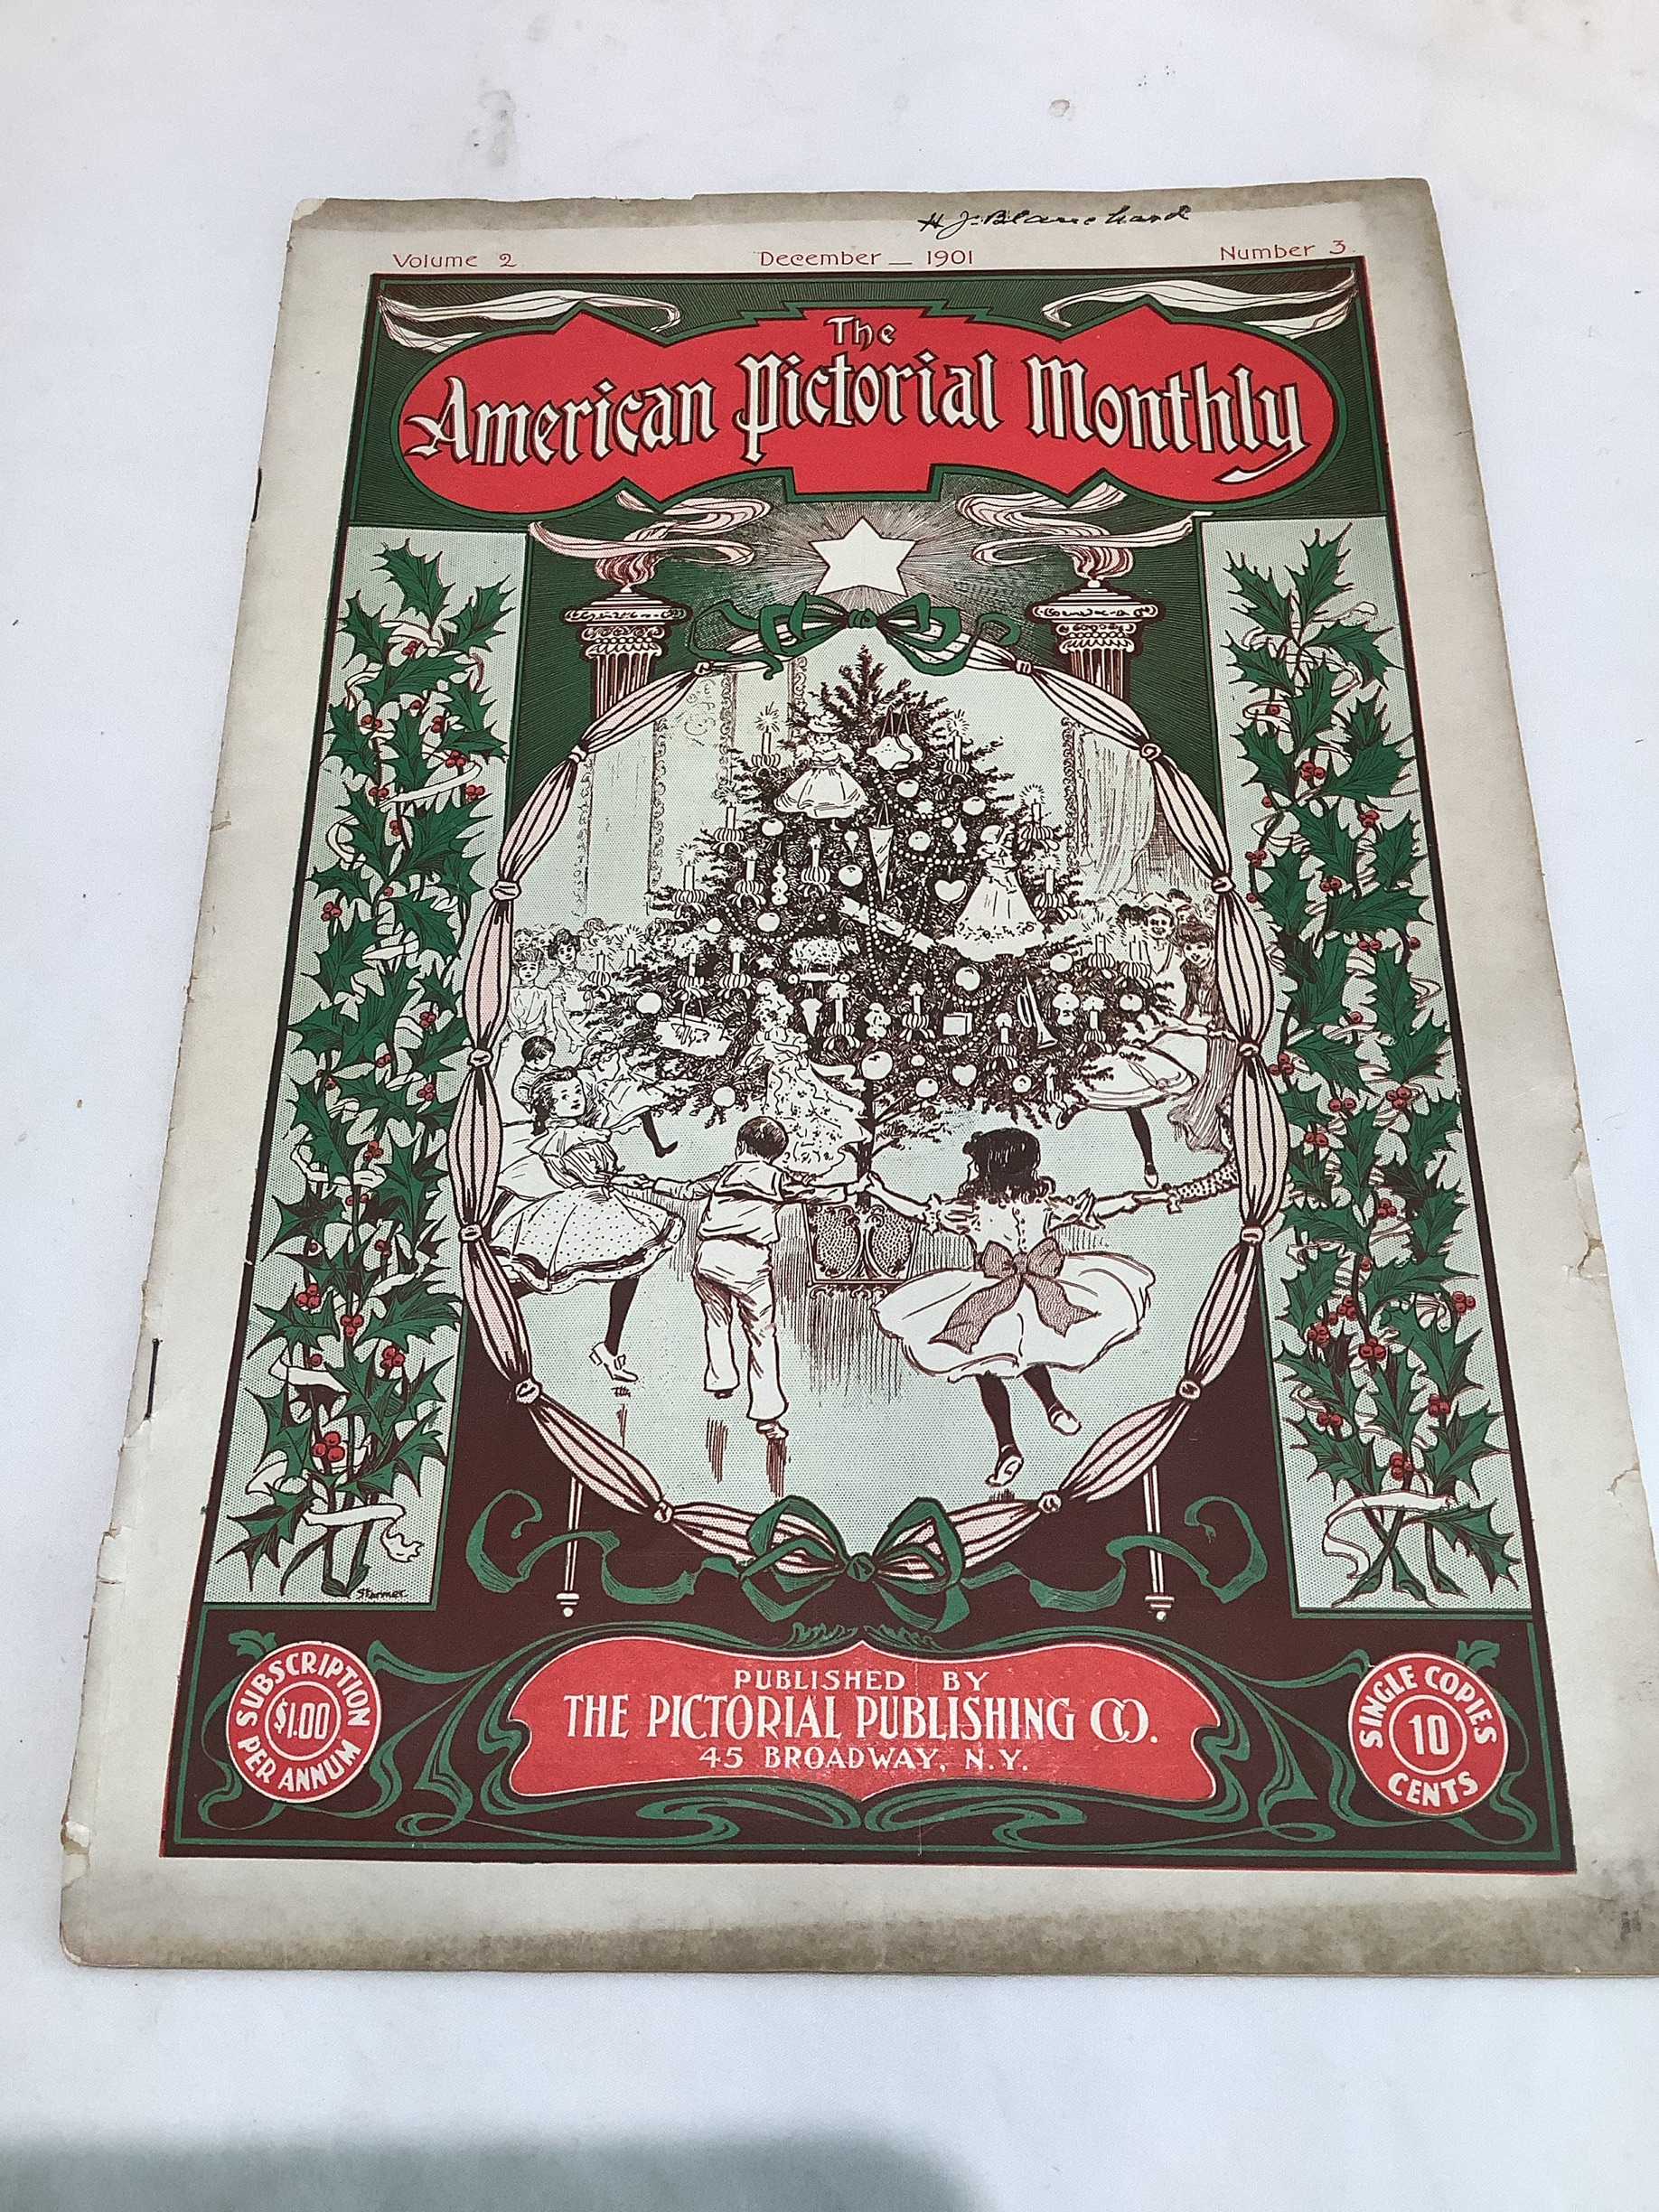 H J. Blanchard
Volume 2
December — 1901
Number 3
The
American Pictorial Monthly
SUBSCRIPTION
$1.00
PER ANNUM
PUBLISHED BY
THE PICTORIAL PUBLISHING CO.
45 BROADWAY, N.Y.
SINGLE COPIES
10
CENTS